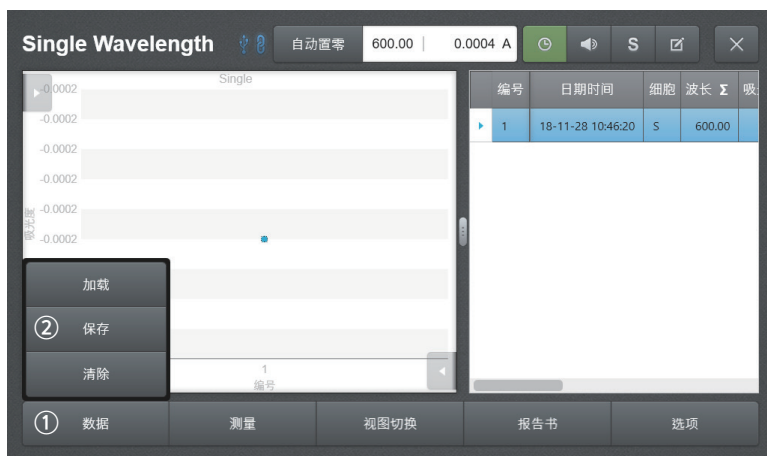 Single Wavelength 自动置零 600.00 0.0004 A S
Single
-0.0002
-0.0002
-0.0002
-0.0002
-0.0002
-0.0002
吸光度
1
编号
编号 日期时间 细胞 波长 Σ 吸
1 18-11-28 10:46:20 S 600.00
加载
② 保存
清除
① 数据 测量 视图切换 报告书 选项